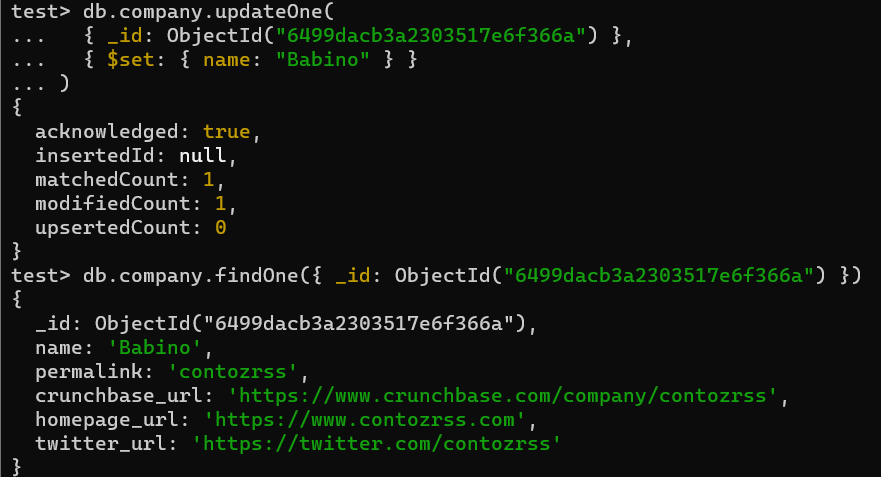 test> db.company.updateOne(
...   { _id: ObjectId("6499dacb3a2303517e6f366a") },
...   { $set: { name: "Babino" } }
... )
{
  acknowledged: true,
  insertedId: null,
  matchedCount: 1,
  modifiedCount: 1,
  upsertedCount: 0
}
test> db.company.findOne({ _id: ObjectId("6499dacb3a2303517e6f366a") })
{
  _id: ObjectId("6499dacb3a2303517e6f366a"),
  name: 'Babino',
  permalink: 'contozrss',
  crunchbase_url: 'https://www.crunchbase.com/company/contozrss',
  homepage_url: 'https://www.contozrss.com',
  twitter_url: 'https://twitter.com/contozrss'
}